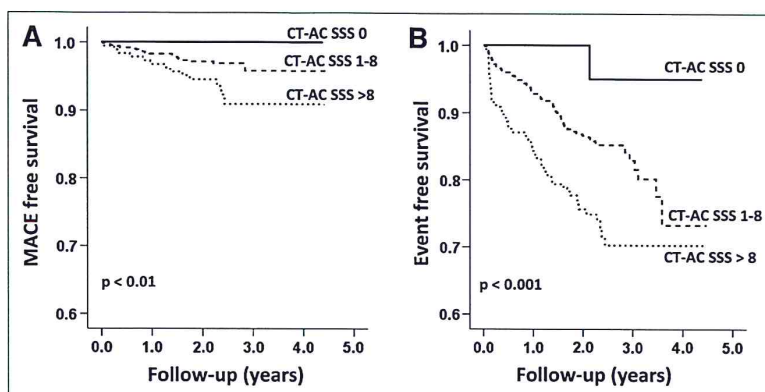 A
MACE free survival
1.0
0.9
0.8
0.7
0.6
CT-AC SSS 0
CT-AC SSS 1-8
CT-AC SSS >8
p < 0.01
0.0 1.0 2.0 3.0 4.0 5.0
Follow-up (years)
B
Event free survival
1.0
0.9
0.8
0.7
0.6
CT-AC SSS 0
CT-AC SSS 1-8
CT-AC SSS > 8
p < 0.001
0.0 1.0 2.0 3.0 4.0 5.0
Follow-up (years)